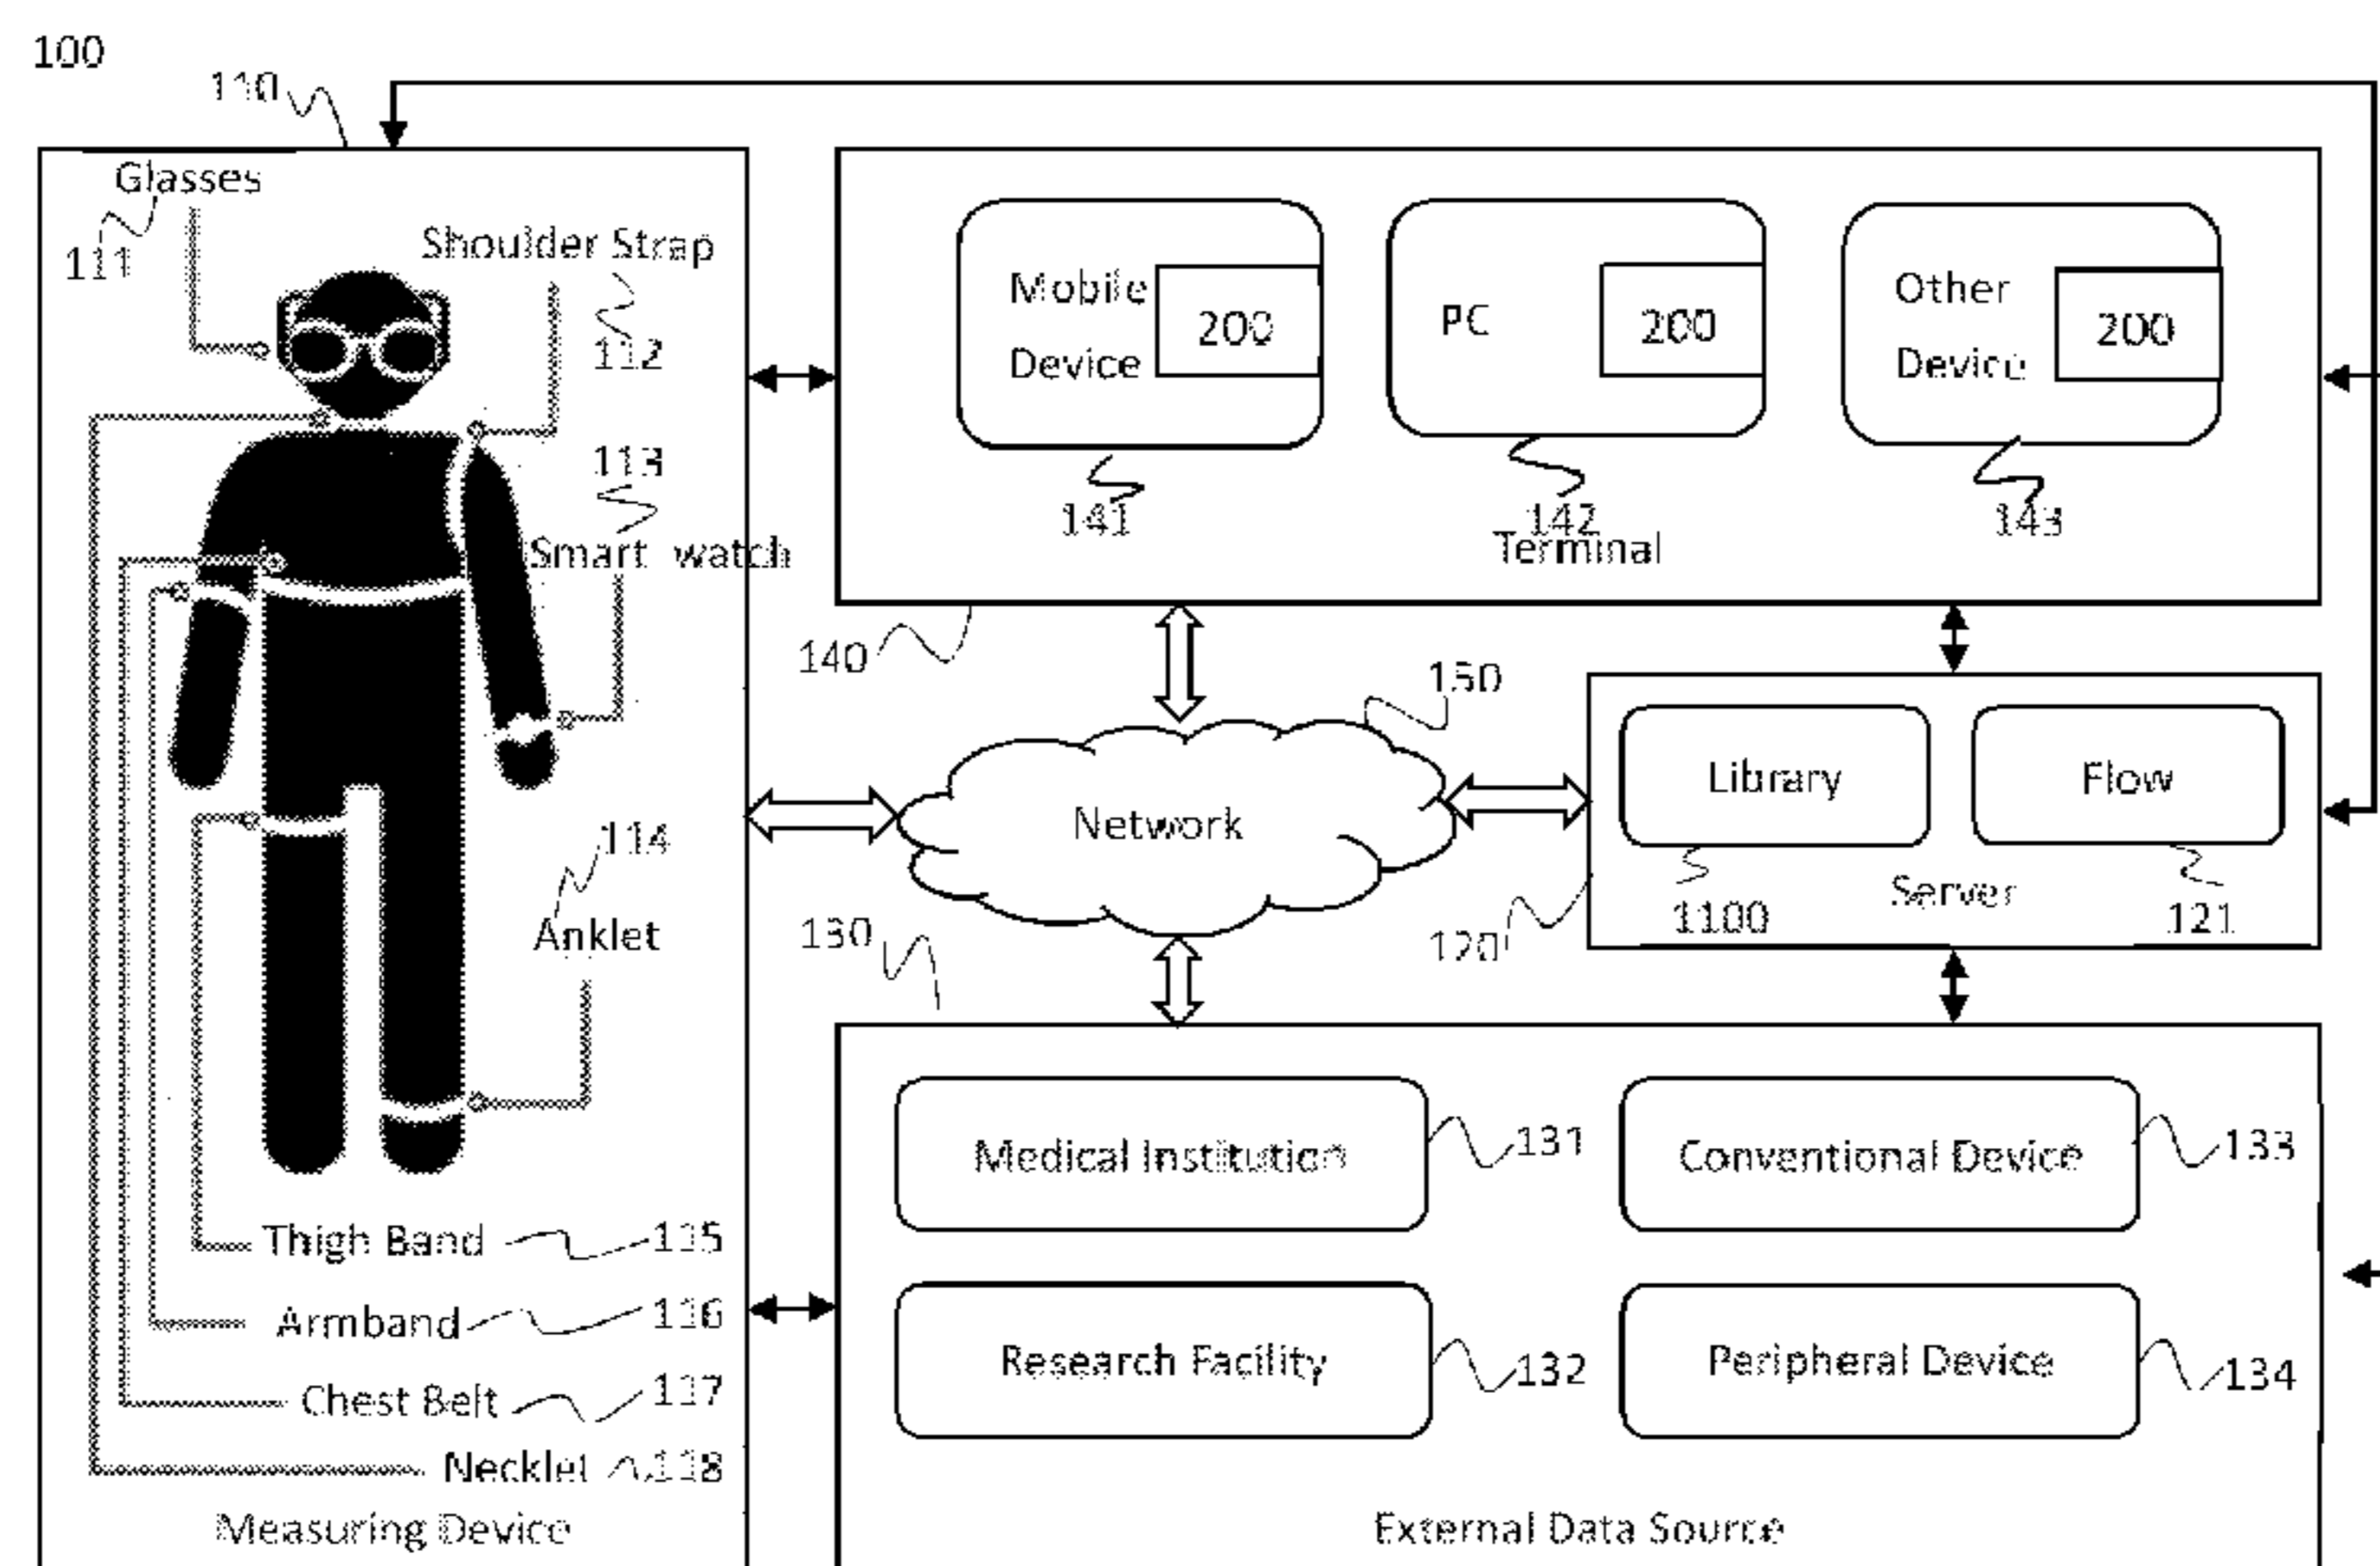 100
110
Glasses
111
Shoulder Strap
112
113
Smart watch
114
Anklet
Thigh Band 115
Armband 116
Chest Belt 117
Necklet 118
Measuring Device
Mobile
Device
200
PC
200
Other
Device
200
141
142
143
Terminal
140
150
Network
130
Library
Flow
1100
Server
121
120
Medical Institution
131
Conventional Device
133
Research Facility
132
Peripheral Device
134
External Data Source